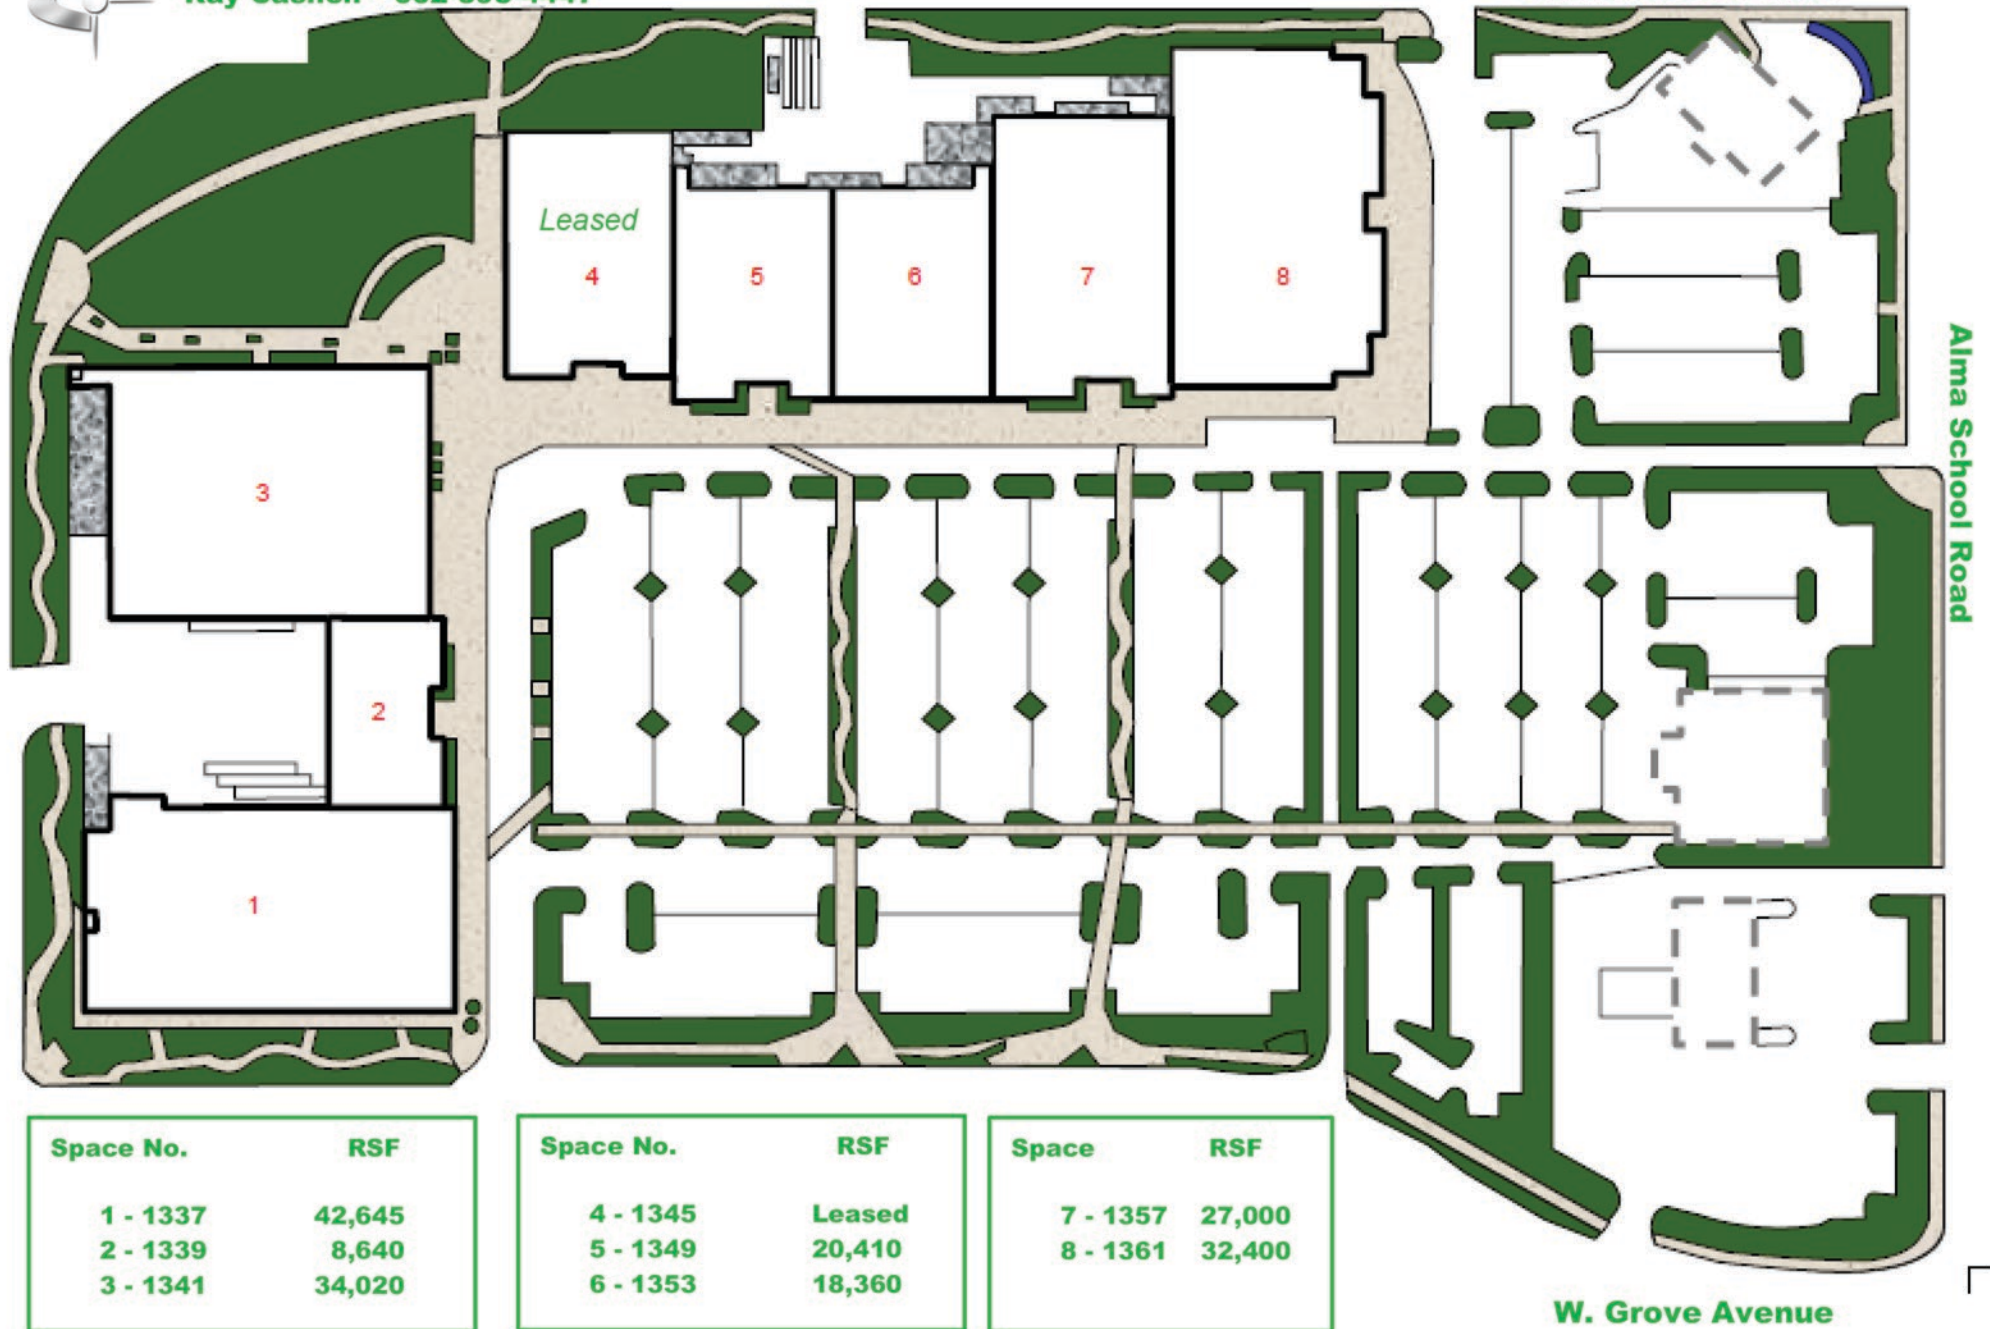 Leased
4
5
6
7
8
3
2
1
Alma School Road
Space No. RSF
1 - 1337 42,645
2 - 1339 8,640
3 - 1341 34,020
Space No. RSF
4 - 1345 Leased
5 - 1349 20,410
6 - 1353 18,360
Space RSF
7 - 1357 27,000
8 - 1361 32,400
W. Grove Avenue